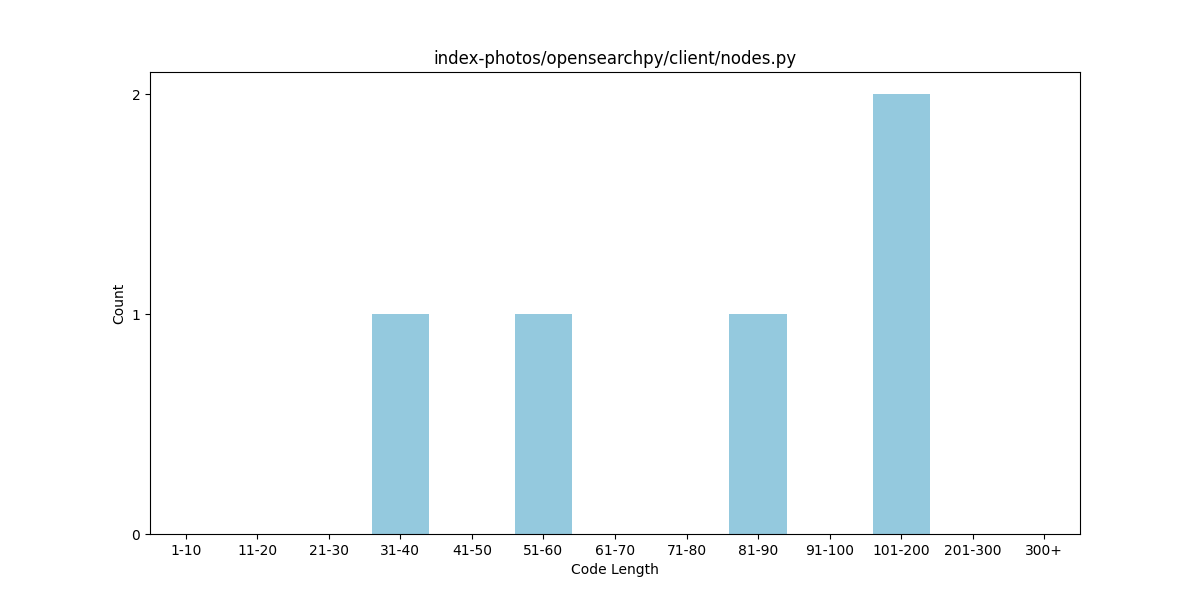 index-photos/opensearchpy/client/nodes.py
Count
2
1
0
1-10 11-20 21-30 31-40 41-50 51-60 61-70 71-80 81-90 91-100 101-200 201-300 300+
Code Length